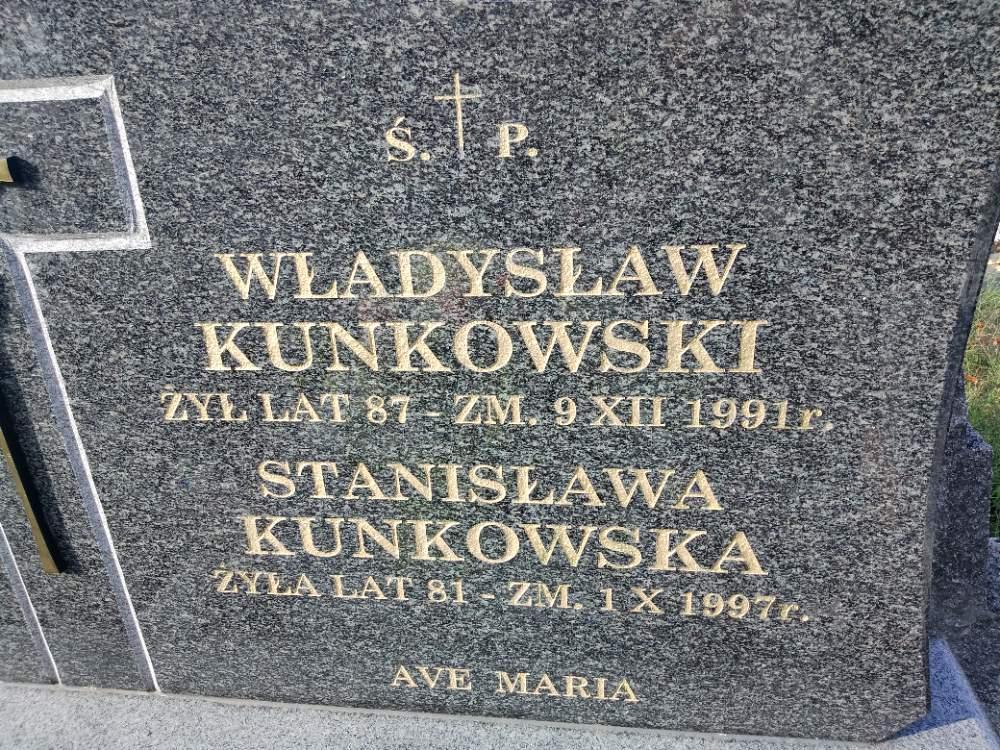 Ś. P.
WŁADYSŁAW
KUNKOWSKI
ŻYŁ LAT 87 - ZM. 9 XII 1991r.
STANISŁAWA
KUNKOWSKA
ŻYŁA LAT 81 - ZM. 1 X 1997r.
AVE MARIA